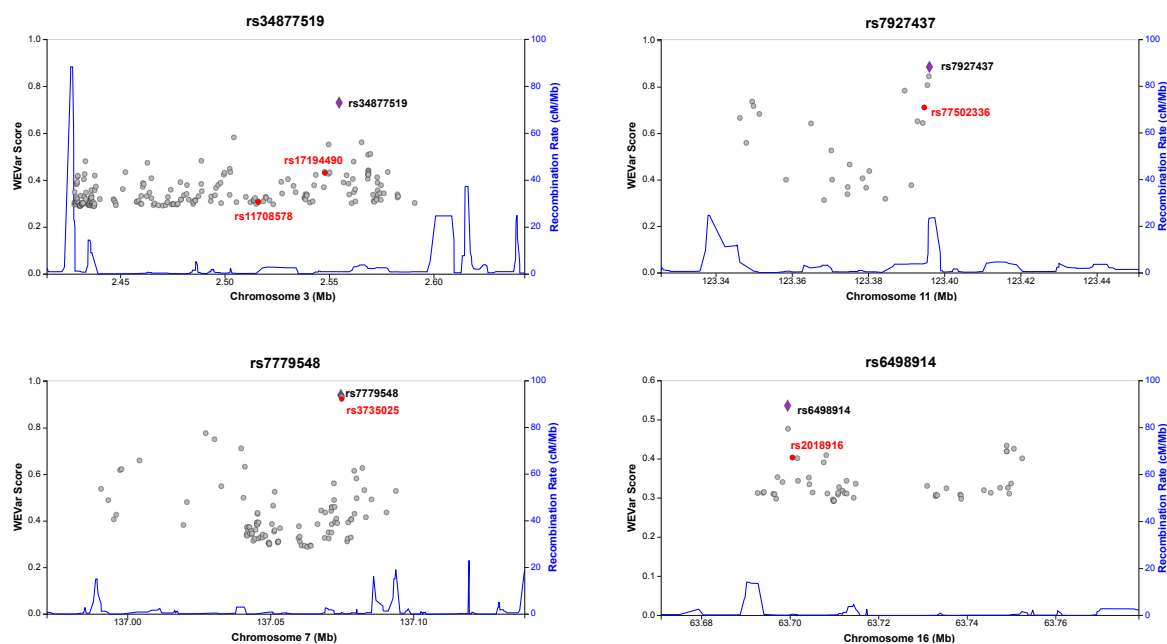 rs34877519
1.0
0.8
0.6
0.4
0.2
0.0
WEVar Score
100
80
60
40
20
0
Recombination Rate (cM/Mb)
rs34877519
rs17194490
rs11708578
2.45
2.50
2.55
2.60
Chromosome 3 (Mb)
rs7927437
1.0
0.8
0.6
0.4
0.2
0.0
WEVar Score
100
80
60
40
20
0
Recombination Rate (cM/Mb)
rs7927437
rs77502336
123.34
123.36
123.38
123.40
123.42
123.44
Chromosome 11 (Mb)
rs7779548
1.0
0.8
0.6
0.4
0.2
0.0
WEVar Score
100
80
60
40
20
0
Recombination Rate (cM/Mb)
rs7779548
rs3735025
137.00
137.05
137.10
Chromosome 7 (Mb)
rs6498914
0.6
0.5
0.4
0.3
0.2
0.1
0.0
WEVar Score
100
80
60
40
20
0
Recombination Rate (cM/Mb)
rs6498914
rs2018916
63.68
63.70
63.72
63.74
63.76
Chromosome 16 (Mb)